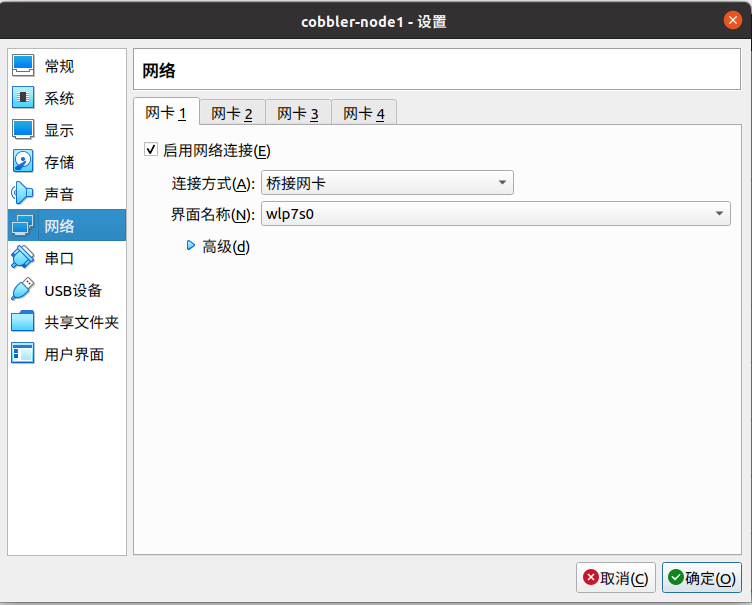 cobbler-node1 - 设置
常规
系统
显示
存储
声音
网络
串口
USB设备
共享文件夹
用户界面
网络
网卡 1 网卡 2 网卡 3 网卡 4
启用网络连接(E)
连接方式(A): 桥接网卡
界面名称(N): wlp7s0
高级(d)
取消(C) 确定(O)